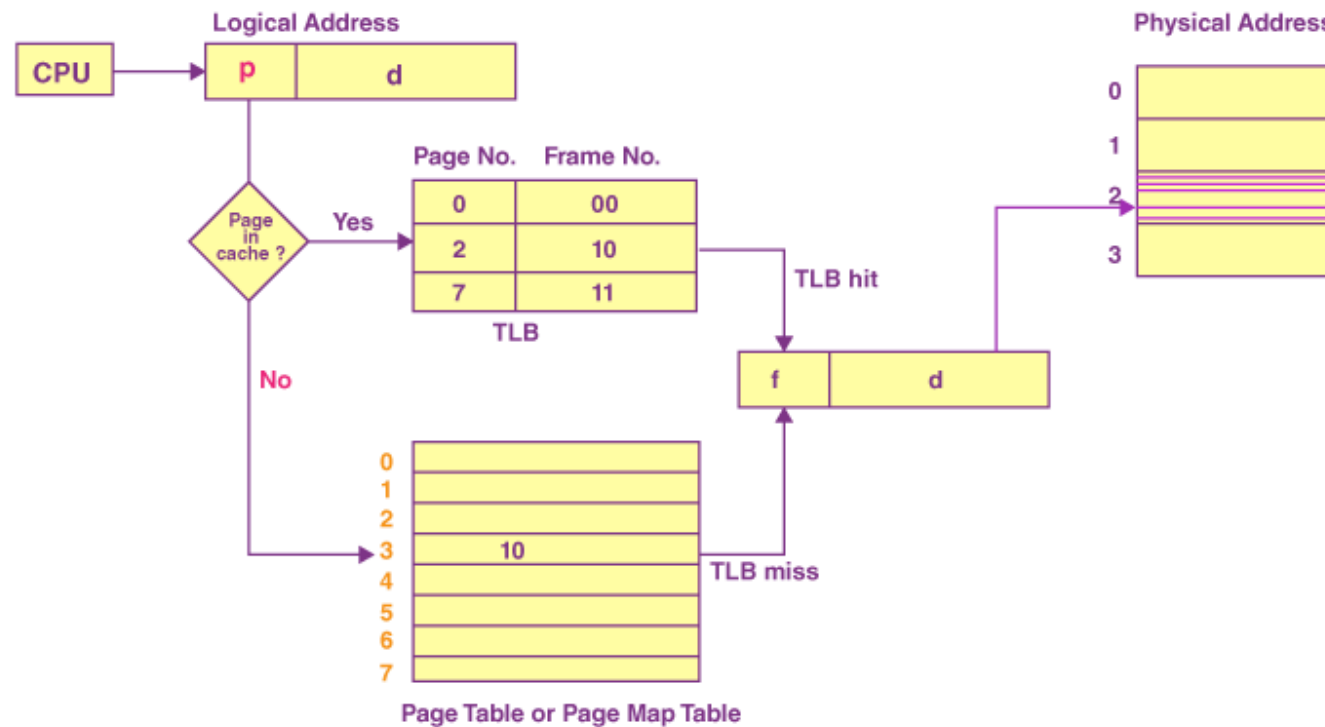 Logical Address
Physical Address
CPU
p
d
0
1
2
3
Page No.
Frame No.
0
00
2
10
7
11
TLB
Page
in
cache ?
Yes
No
TLB hit
f
d
0
1
2
3
10
4
5
6
7
TLB miss
Page Table or Page Map Table